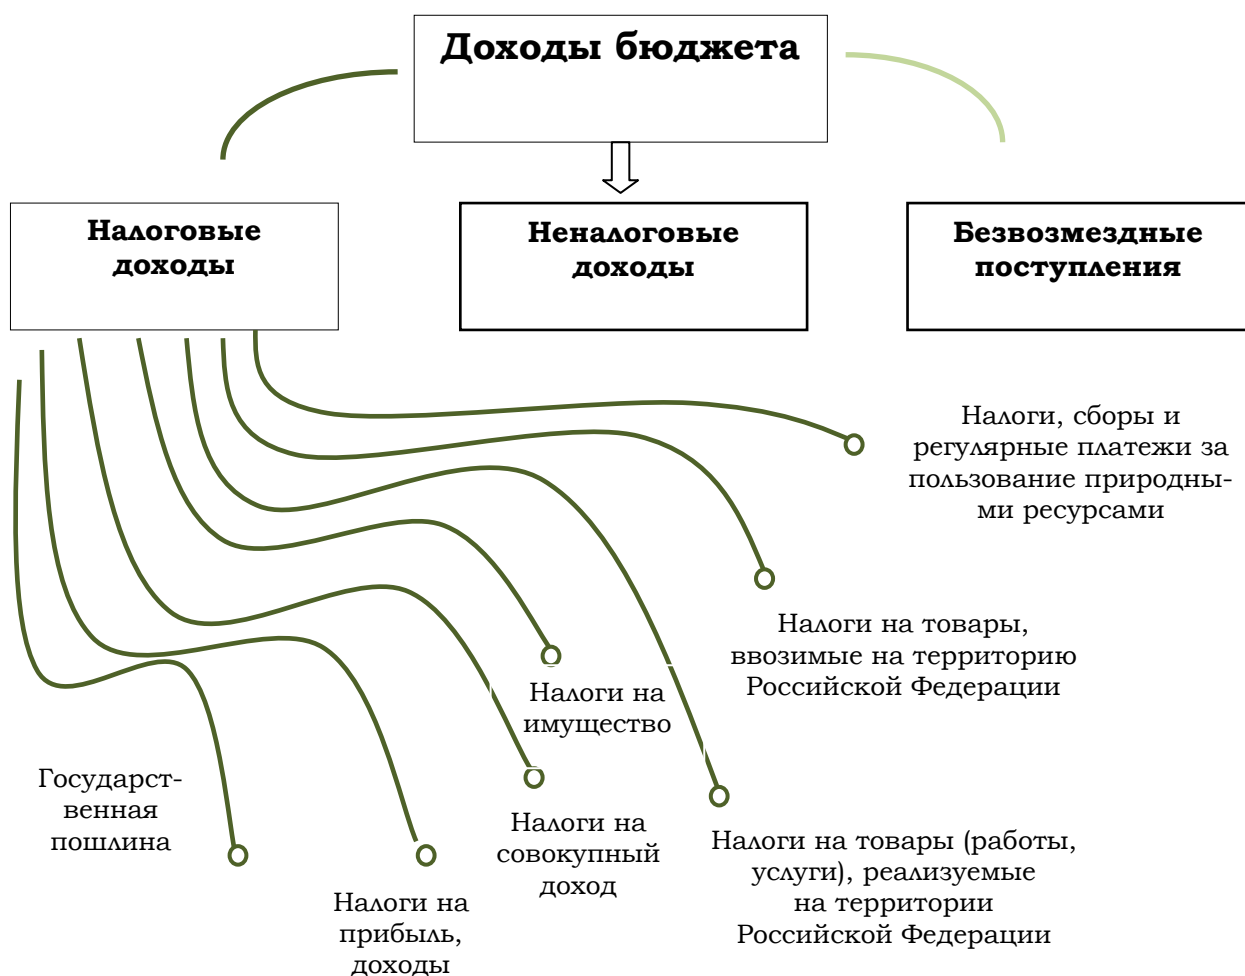 Доходы бюджета
Налоговые
доходы
Неналоговые
доходы
Безвозмездные
поступления
Налоги, сборы и
регулярные платежи за
пользование природны-
ми ресурсами
Налоги на товары,
ввозимые на территорию
Российской Федерации
Налоги на
имущество
Государст-
венная
пошлина
Налоги на
совокупный
доход
Налоги на товары (работы,
услуги), реализуемые
на территории
Российской Федерации
Налоги на
прибыль,
доходы